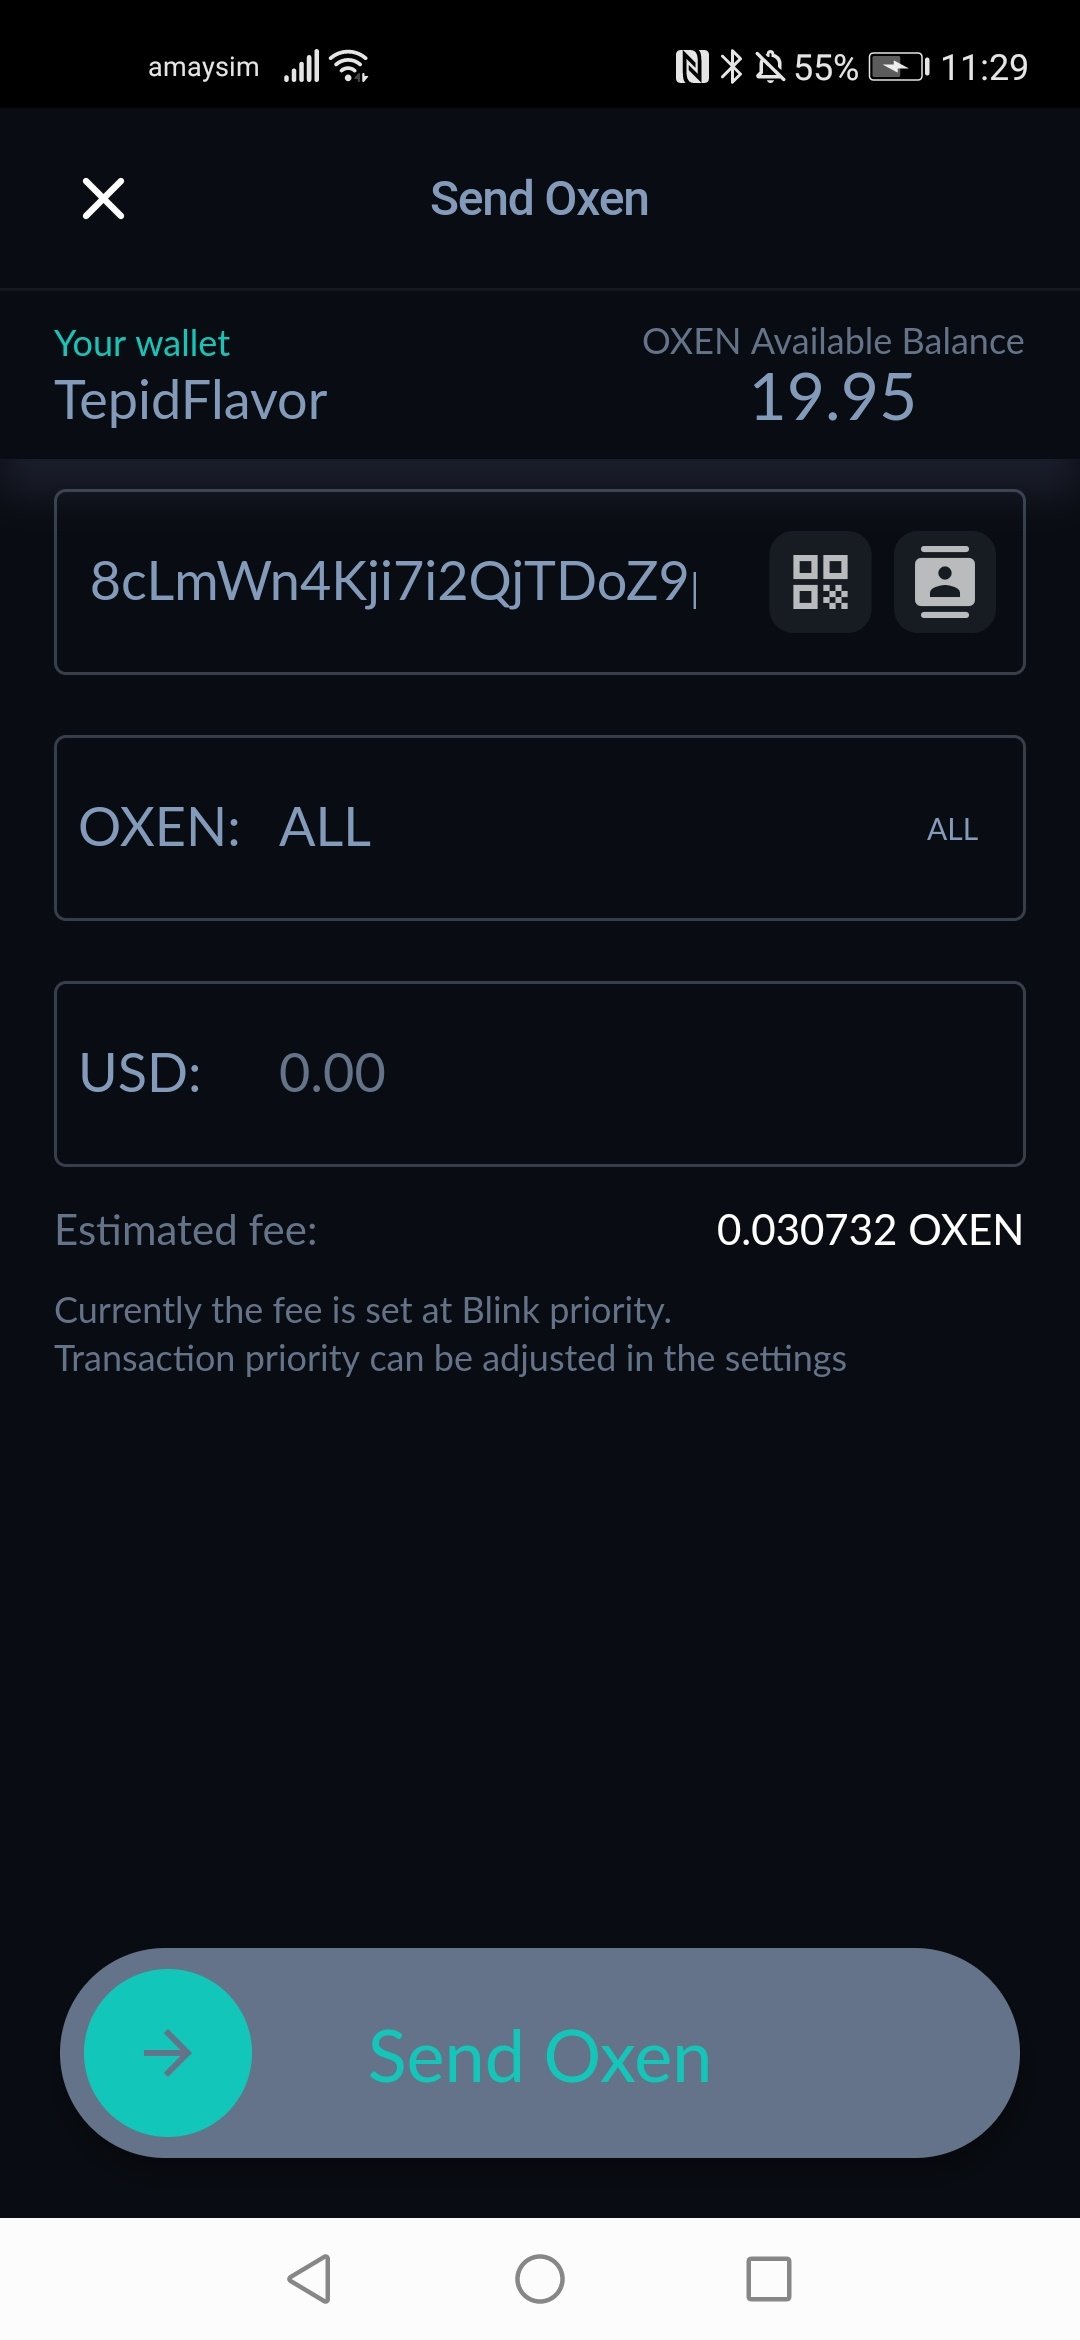 amaysim 55% 11:29
Send Oxen
Your wallet OXEN Available Balance
TepidFlavor 19.95
8cLmWn4Kji7i2QjTDoZ9
OXEN: ALL ALL
USD: 0.00
Estimated fee: 0.030732 OXEN
Currently the fee is set at Blink priority.
Transaction priority can be adjusted in the settings
Send Oxen